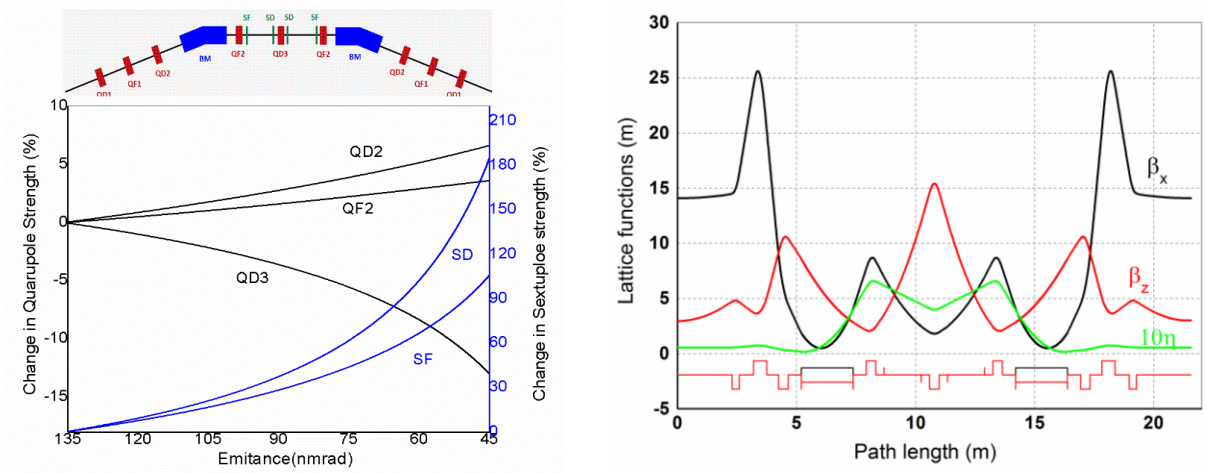 SF SD SD SF
QF2 QD3 QF2
BM BM
QD2 QD2
QF1 QF1
QD1 QD1
Change in Quarupole Strength (%)
10
5
0
-5
-10
-15
QD2
QF2
QD3
SD
SF
210
180
150
120
90
60
30
0
Change in Sextuploe strength (%)
135 120 105 90 75 60 45
Emitance(nmrad)
Lattice functions (m)
30
25
20
15
10
5
0
-5
βx
βz
10η
0 5 10 15 20
Path length (m)